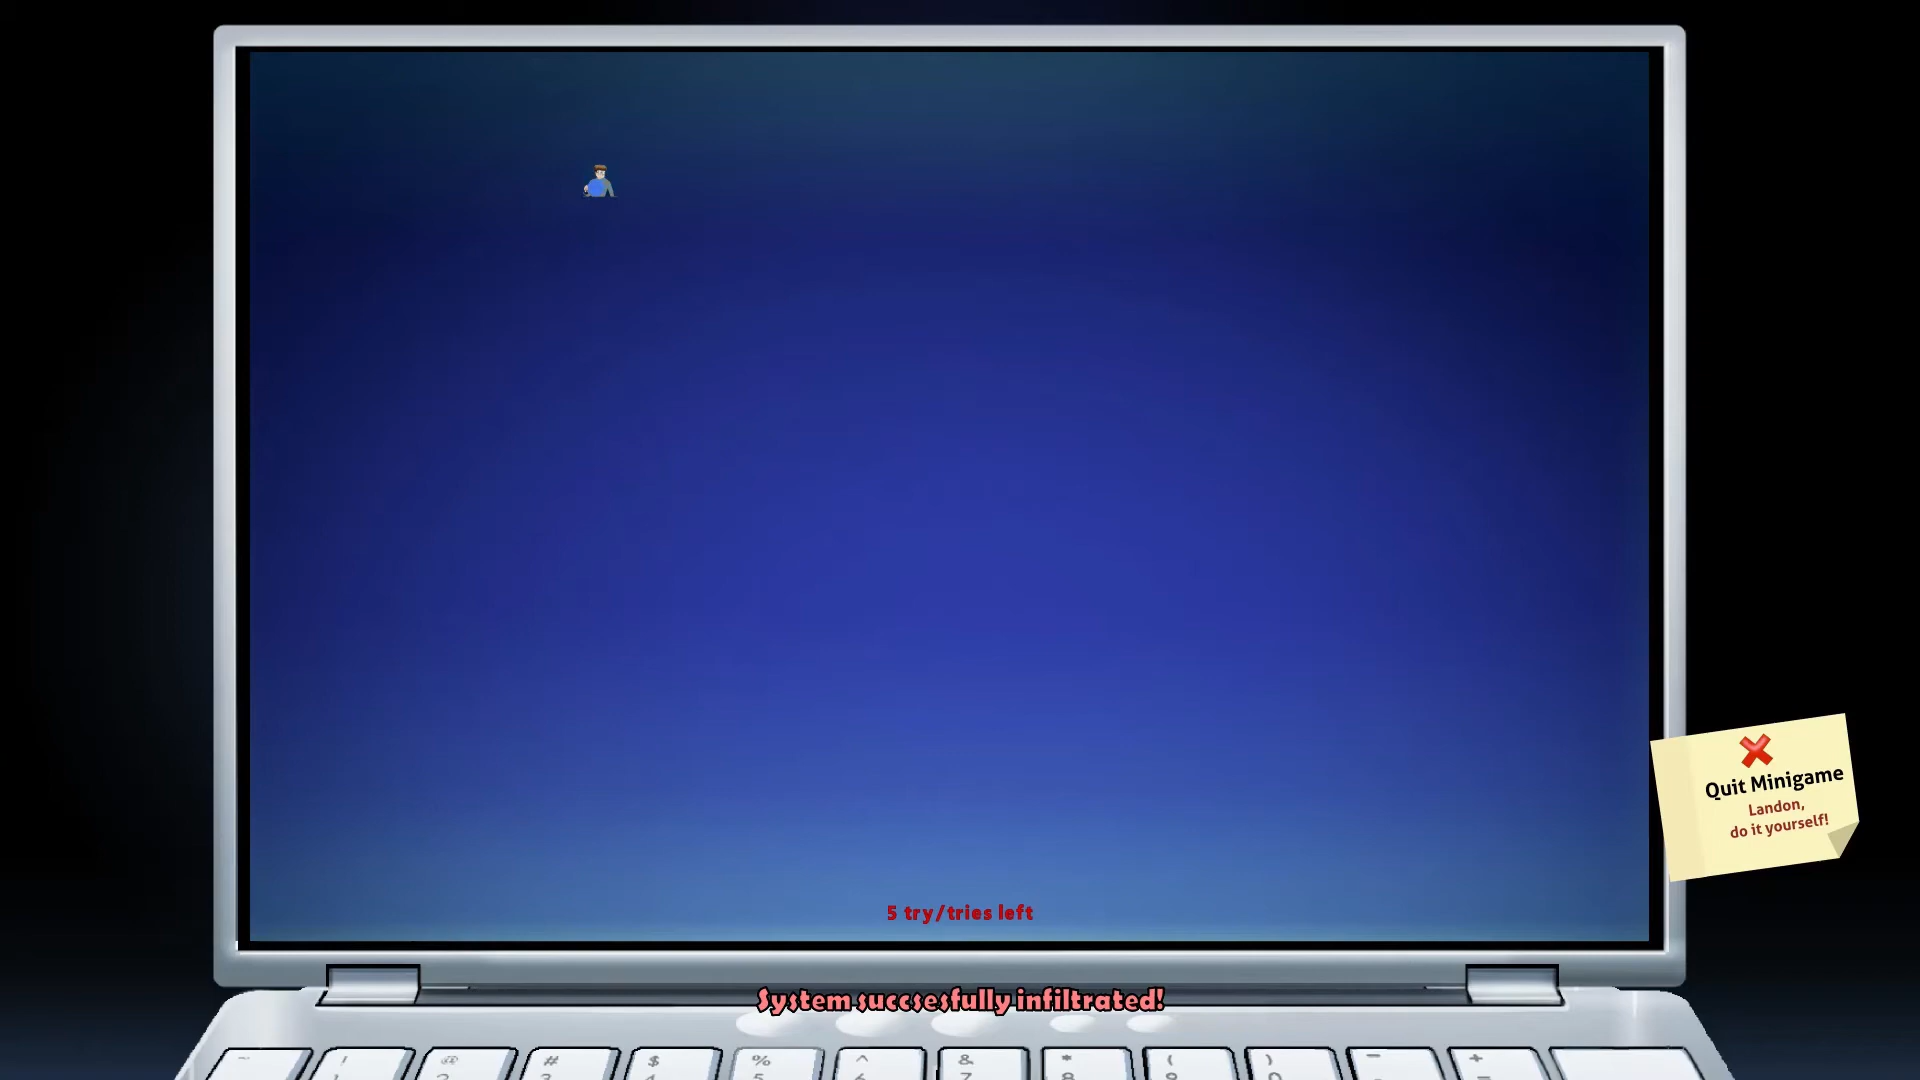 Quit Minigame
Landon,
do it yourself!
5 try/tries left
System succsesfully infiltrated!
~ ! @ # $ % ^ & * ( ) - +